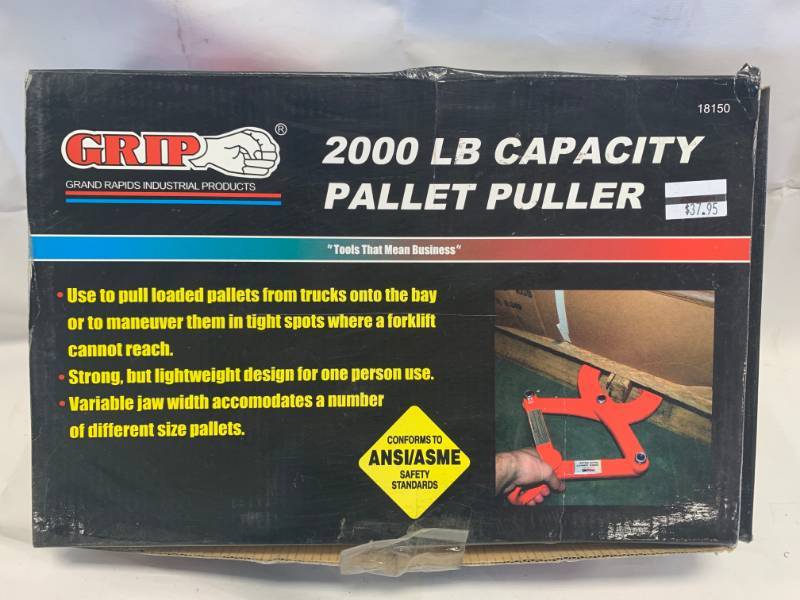 18150
GRIP®
GRAND RAPIDS INDUSTRIAL PRODUCTS
2000 LB CAPACITY
PALLET PULLER
$37.95
"Tools That Mean Business"
• Use to pull loaded pallets from trucks onto the bay
or to maneuver them in tight spots where a forklift
cannot reach.
• Strong, but lightweight design for one person use.
• Variable jaw width accomodates a number
of different size pallets.
CONFORMS TO
ANSI/ASME
SAFETY
STANDARDS